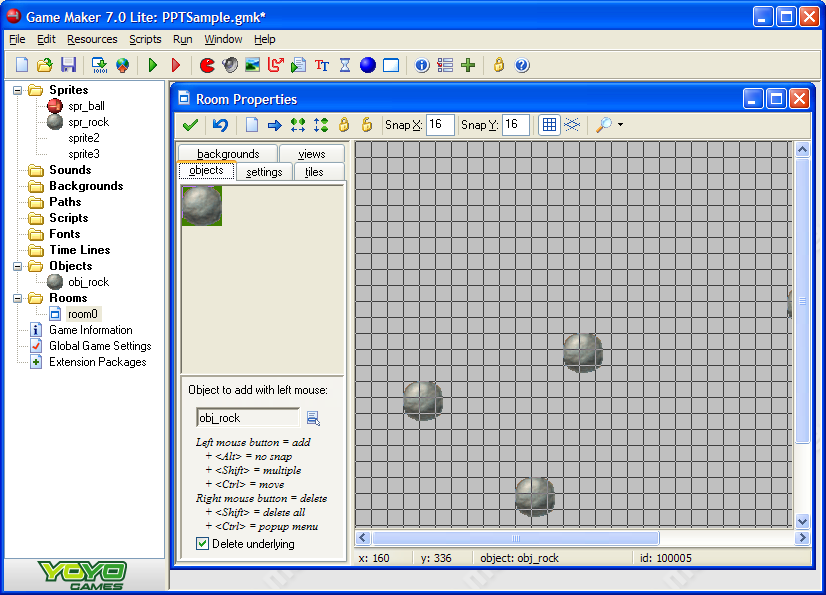 Game Maker 7.0 Lite: PPTSample.gmk*
File Edit Resources Scripts Run Window Help
Sprites
spr_ball
spr_rock
sprite2
sprite3
Sounds
Backgrounds
Paths
Scripts
Fonts
Time Lines
Objects
obj_rock
Rooms
room0
Game Information
Global Game Settings
Extension Packages
YOYO
GAMES
Room Properties
Snap X: 16 Snap Y: 16
backgrounds views
objects settings tiles
Object to add with left mouse:
obj_rock
Left mouse button = add
+ <Alt> = no snap
+ <Shift> = multiple
+ <Ctrl> = move
Right mouse button = delete
+ <Shift> = delete all
+ <Ctrl> = popup menu
Delete underlying
x: 160 y: 336 object: obj_rock id: 100005